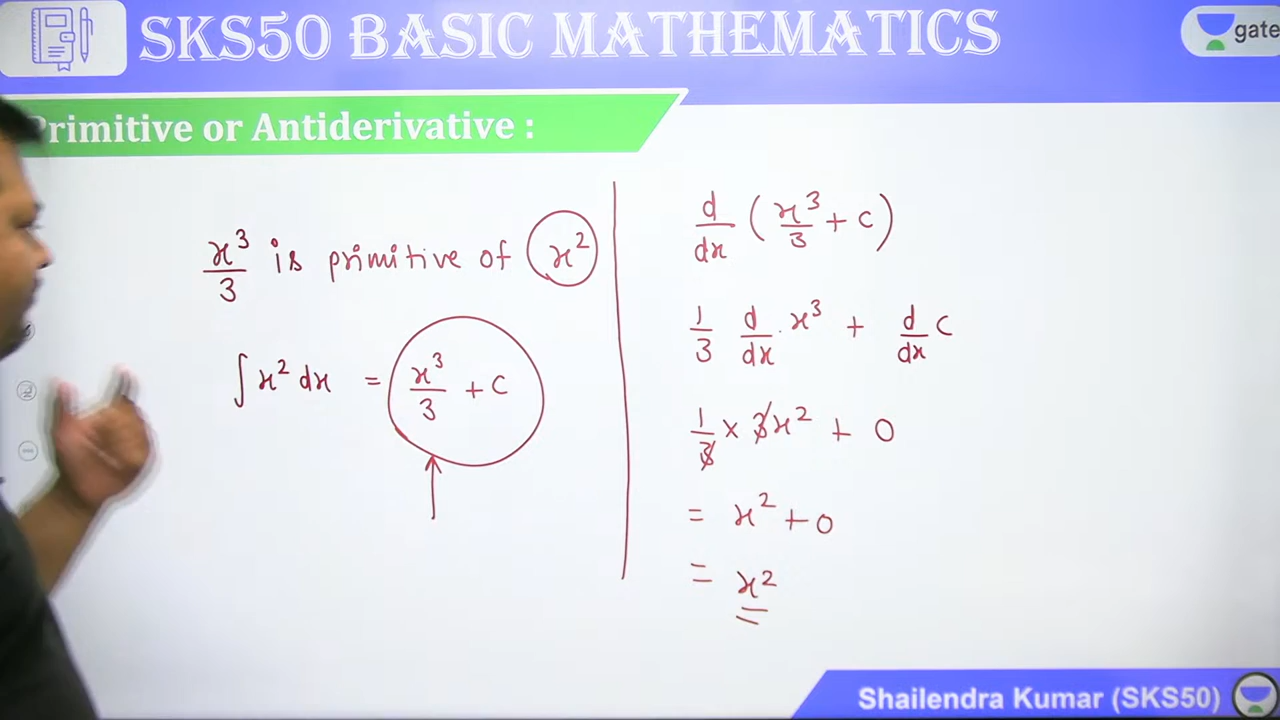 SKS50 BASIC MATHEMATICS
gate
Primitive or Antiderivative :
x³/3 is primitive of x²
∫x² dx = x³/3 + C
d/dx (x³/3 + C)
1/3 d/dx . x³ + d/dx C
1/3 × 3x² + 0
= x² + 0
= x²
Shailendra Kumar (SKS50)